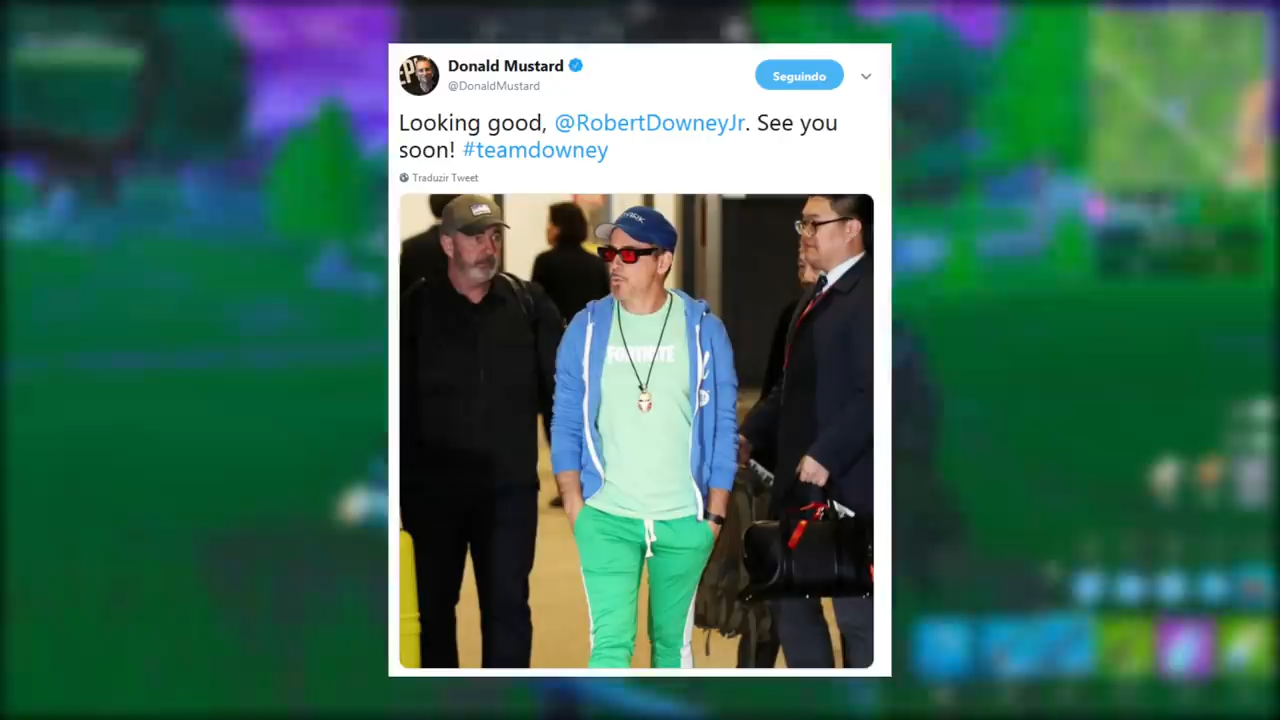 Donald Mustard
@DonaldMustard
Seguindo
Looking good, @RobertDowneyJr. See you
soon! #teamdowney
Traduzir Tweet
FORTNITE